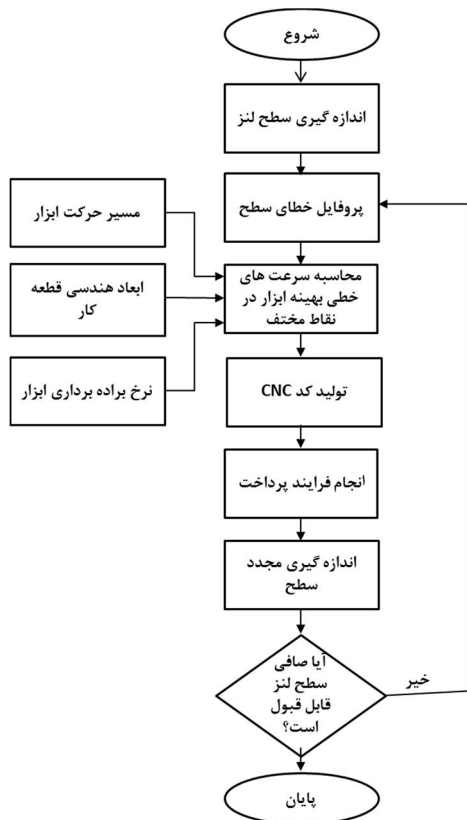 شروع
اندازه گیری سطح لنز
پروفایل خطای سطح
مسیر حرکت ابزار
ابعاد هندسی قطعه
کار
نرخ براده برداری ابزار
محاسبه سرعت های
خطی بهینه ابزار در
نقاط مختف
تولید کد CNC
انجام فرایند پرداخت
اندازه گیری مجدد
سطح
آیا صافی
سطح لنز
قابل قبول
است؟
خیر
پایان